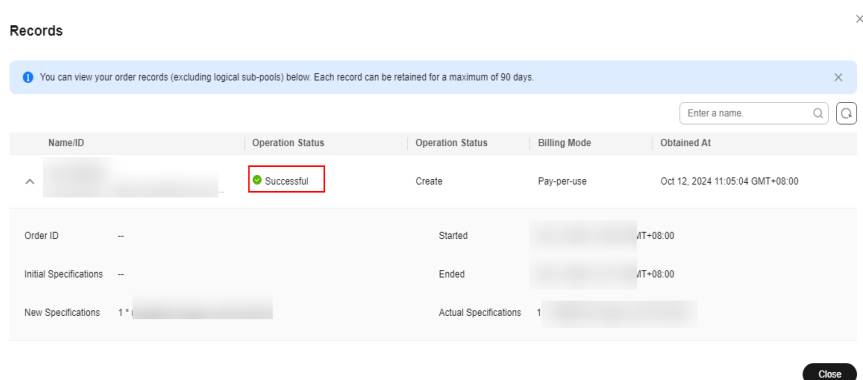 Records
You can view your order records (excluding logical sub-pools) below. Each record can be retained for a maximum of 90 days.
Enter a name.
Name/ID Operation Status Operation Status Billing Mode Obtained At
Successful Create Pay-per-use Oct 12, 2024 11:05:04 GMT+08:00
Order ID -- Started MT+08:00
Initial Specifications -- Ended MT+08:00
New Specifications 1 * Actual Specifications 1
Close